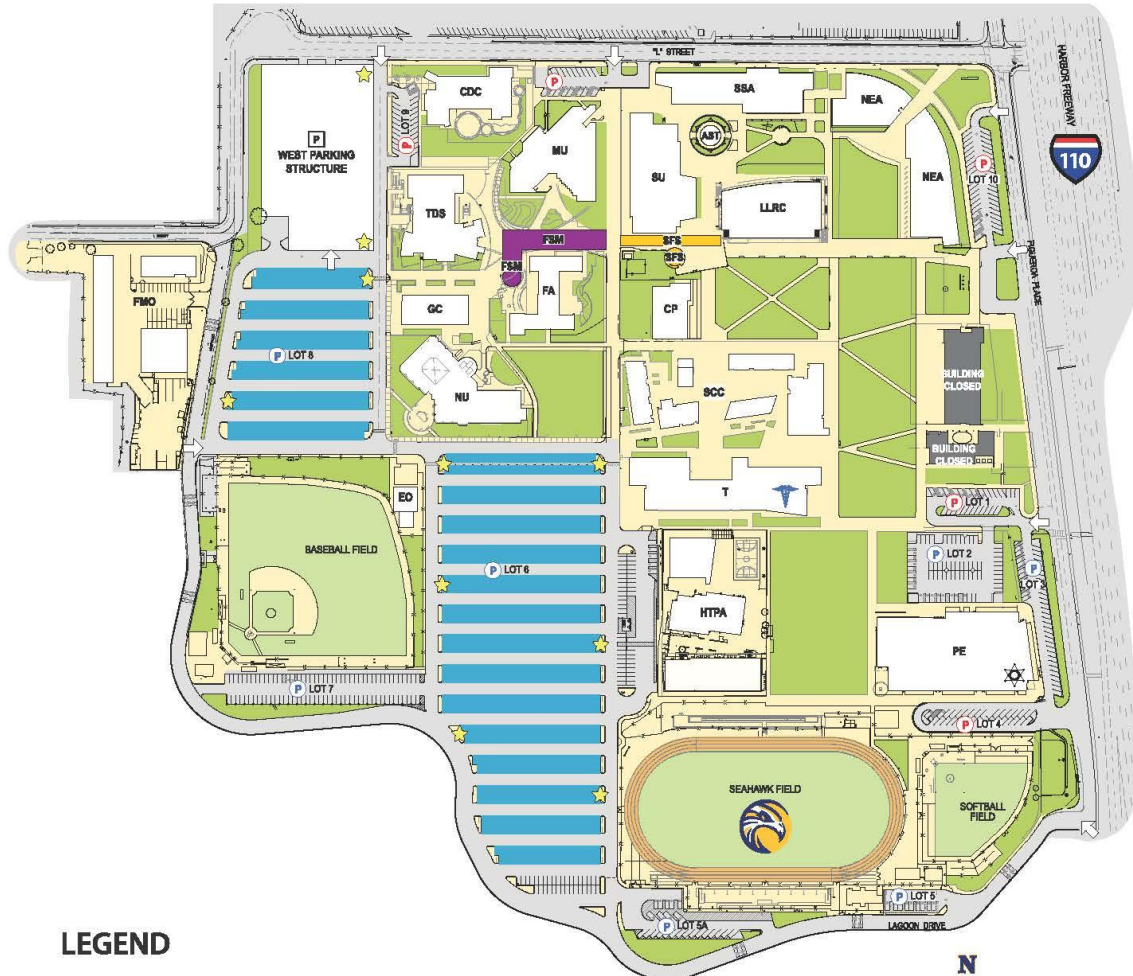 "L" STREET
HARBOR FREEWAY
110
FIGUEROA PLACE
P
WEST PARKING
STRUCTURE
P
LOT 9
CDC
P
SSA
NEA
AST
MU
SU
LLRC
NEA
P
LOT 10
TDS
FSM
SFS
FSM
SFS
FMO
GC
FA
CP
P LOT 8
NU
SCC
BUILDING
CLOSED
BUILDING
CLOSED
EO
T
P LOT 1
P LOT 2
P
LOT 3
BASEBALL FIELD
P LOT 6
HTPA
PE
P LOT 7
P LOT 4
SEAHAWK FIELD
SOFTBALL
FIELD
P
LOT 5
P LOT 5A
LAGOON DRIVE
LEGEND
N